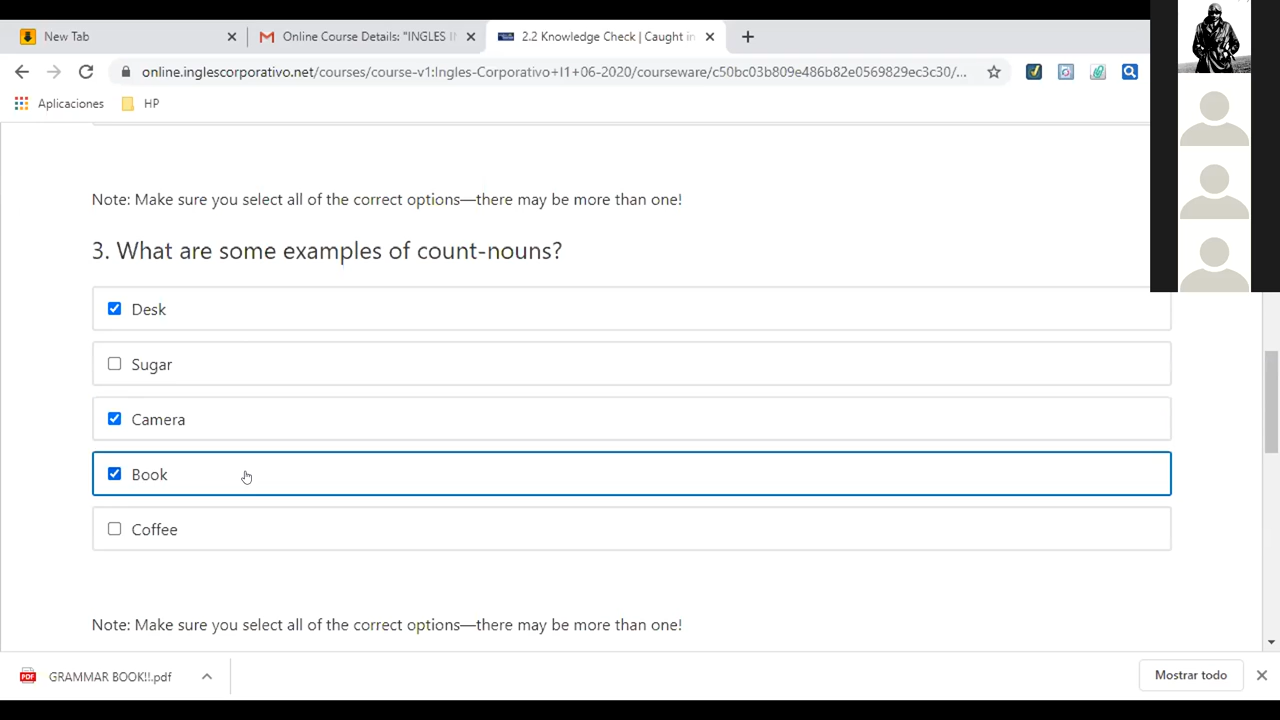 New Tab
Online Course Details: "INGLES I
2.2 Knowledge Check | Caught in
online.inglescorporativo.net/courses/course-v1:Ingles-Corporativo+I1+06-2020/courseware/c50bc03b809e486b82e0569829ec3c30/...
Aplicaciones
HP
Note: Make sure you select all of the correct options—there may be more than one!
3. What are some examples of count-nouns?
Desk
Sugar
Camera
Book
Coffee
Note: Make sure you select all of the correct options—there may be more than one!
GRAMMAR BOOK!!.pdf
Mostrar todo